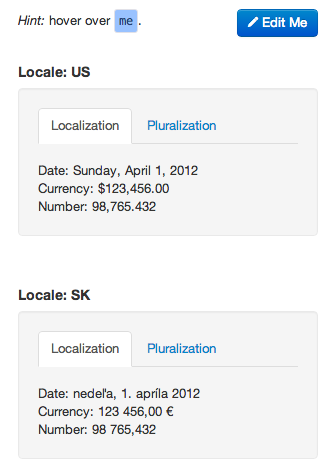 Hint: hover over me. Edit Me
Locale: US
Localization Pluralization
Date: Sunday, April 1, 2012
Currency: $123,456.00
Number: 98,765.432
Locale: SK
Localization Pluralization
Date: nedeľa, 1. apríla 2012
Currency: 123 456,00 €
Number: 98 765,432